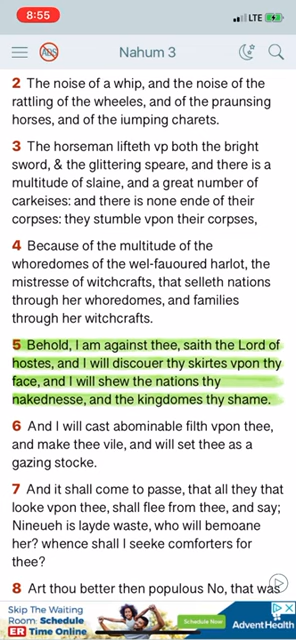 8:55
LTE
ADS
Nahum 3
2 The noise of a whip, and the noise of the
rattling of the wheeles, and of the praunsing
horses, and of the iumping charets.
3 The horseman lifteth vp both the bright
sword, & the glittering speare, and there is a
multitude of slaine, and a great number of
carkeises: and there is none ende of their
corpses: they stumble vpon their corpses,
4 Because of the multitude of the
whoredomes of the wel-fauoured harlot, the
mistresse of witchcrafts, that selleth nations
through her whoredomes, and families
through her witchcrafts.
5 Behold, I am against thee, saith the Lord of
hostes, and I will discouer thy skirtes vpon thy
face, and I will shew the nations thy
nakednesse, and the kingdomes thy shame.
6 And I will cast abominable filth vpon thee,
and make thee vile, and will set thee as a
gazing stocke.
7 And it shall come to passe, that all they that
looke vpon thee, shall flee from thee, and say;
Nineueh is layde waste, who will bemoane
her? whence shall I seeke comforters for
thee?
8 Art thou better then populous No, that was
Skip The Waiting
Room: Schedule
ER Time Online
Schedule Now
Advent Health